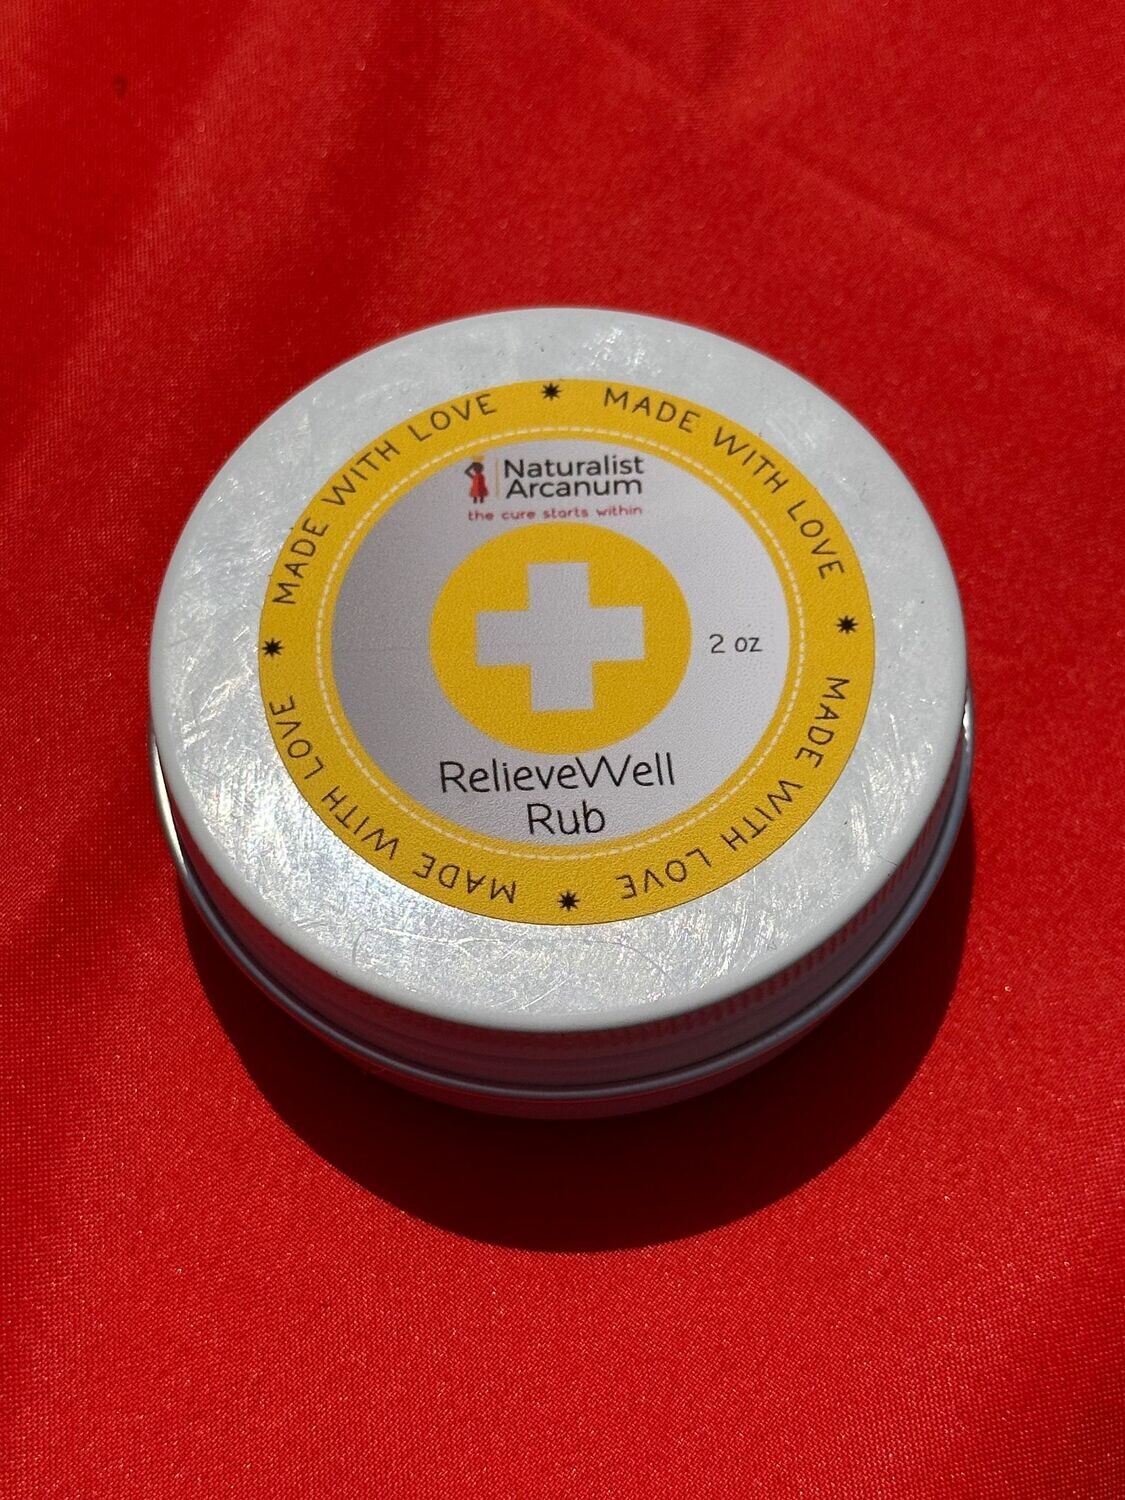 MADE WITH LOVE * MADE WITH LOVE * MADE WITH LOVE * MADE WITH LOVE *
Naturalist
Arcanum
the cure starts within
2 oz
RelieveWell
Rub